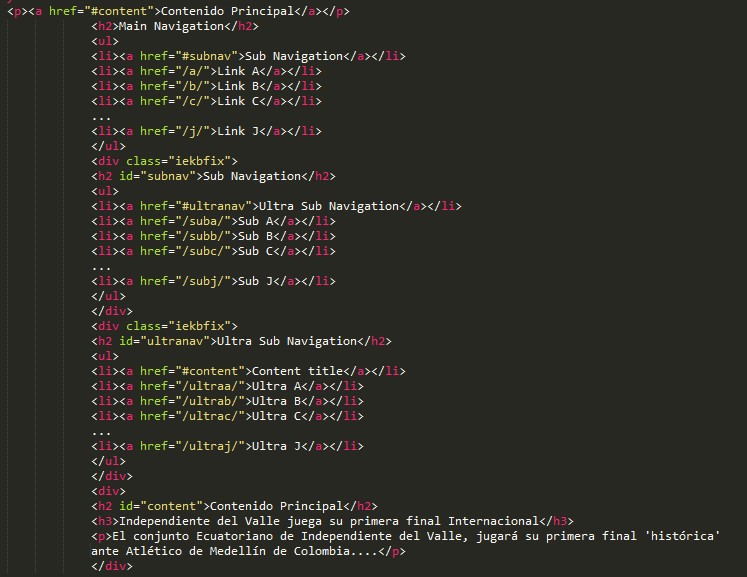 <p><a href="#content">Contenido Principal</a></p>
<h2>Main Navigation</h2>
<ul>
<li><a href="#subnav">Sub Navigation</a></li>
<li><a href="/a/">Link A</a></li>
<li><a href="/b/">Link B</a></li>
<li><a href="/c/">Link C</a></li>
...
<li><a href="/j/">Link J</a></li>
</ul>
<div class="iekbfix">
<h2 id="subnav">Sub Navigation</h2>
<ul>
<li><a href="#ultranav">Ultra Sub Navigation</a></li>
<li><a href="/suba/">Sub A</a></li>
<li><a href="/subb/">Sub B</a></li>
<li><a href="/subc/">Sub C</a></li>
...
<li><a href="/subj/">Sub J</a></li>
</ul>
</div>
<div class="iekbfix">
<h2 id="ultranav">Ultra Sub Navigation</h2>
<ul>
<li><a href="#content">Content title</a></li>
<li><a href="/ultraa/">Ultra A</a></li>
<li><a href="/ultrab/">Ultra B</a></li>
<li><a href="/ultrac/">Ultra C</a></li>
...
<li><a href="/ultraj/">Ultra J</a></li>
</ul>
</div>
<div>
<h2 id="content">Contenido Principal</h2>
<h3>Independiente del Valle juega su primera final Internacional</h3>
<p>El conjunto Ecuatoriano de Independiente del Valle, jugará su primera final 'histórica'
ante Atlético de Medellín de Colombia....</p>
</div>